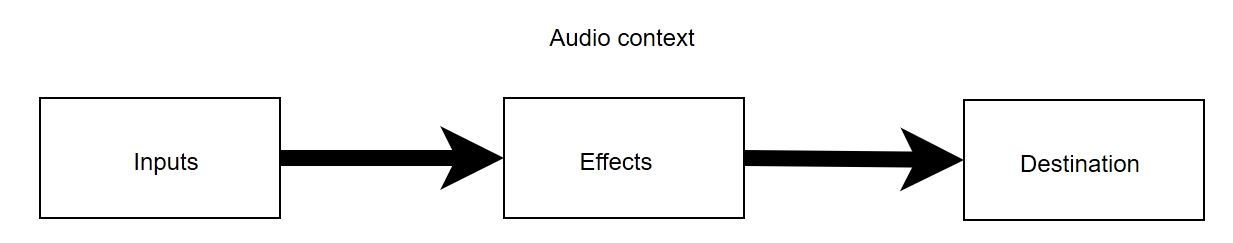 Audio context
Inputs
Effects
Destination